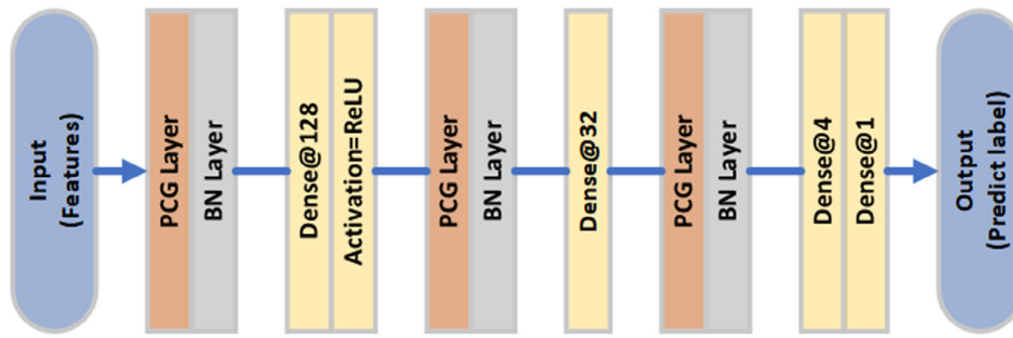 Input
(Features)
PCG Layer
BN Layer
Dense@128
Activation=ReLU
PCG Layer
BN Layer
Dense@32
PCG Layer
BN Layer
Dense@4
Dense@1
Output
(Predict label)